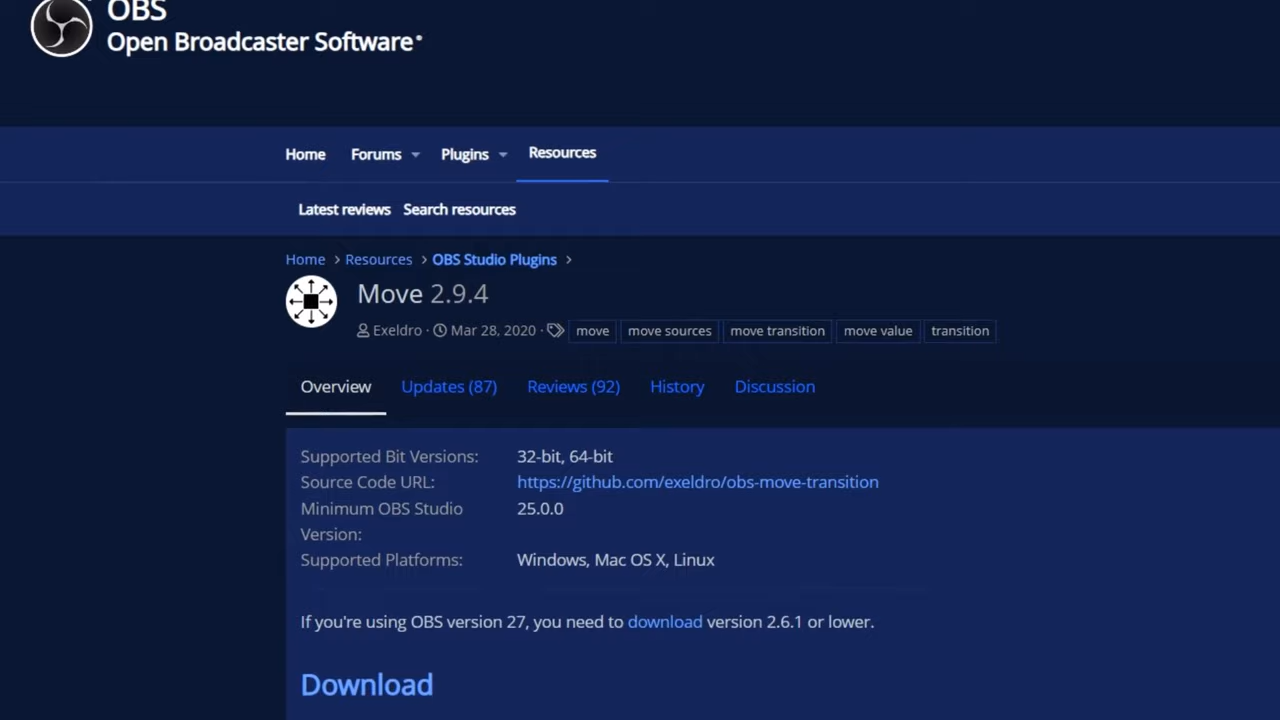 OBS
Open Broadcaster Software
Home Forums Plugins Resources
Latest reviews Search resources
Home > Resources > OBS Studio Plugins >
Move 2.9.4
Exeldro · Mar 28, 2020 · move move sources move transition move value transition
Overview Updates (87) Reviews (92) History Discussion
Supported Bit Versions: 32-bit, 64-bit
Source Code URL: https://github.com/exeldro/obs-move-transition
Minimum OBS Studio 25.0.0
Version:
Supported Platforms: Windows, Mac OS X, Linux
If you're using OBS version 27, you need to download version 2.6.1 or lower.
Download